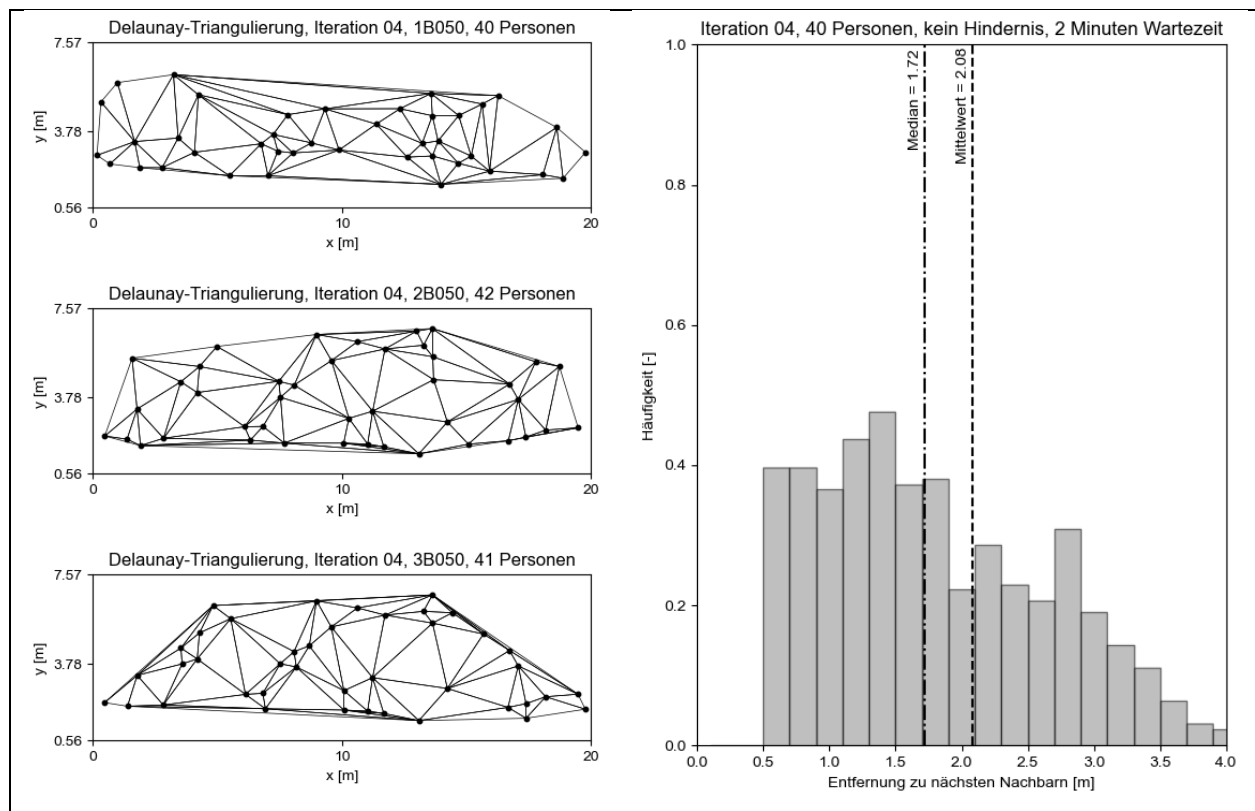 Delaunay-Triangulierung, Iteration 04, 1B050, 40 Personen
7.57
3.78
0.56
y [m]
0
10
20
x [m]
Delaunay-Triangulierung, Iteration 04, 2B050, 42 Personen
7.57
3.78
0.56
y [m]
0
10
20
x [m]
Delaunay-Triangulierung, Iteration 04, 3B050, 41 Personen
7.57
3.78
0.56
y [m]
0
10
20
x [m]
Iteration 04, 40 Personen, kein Hindernis, 2 Minuten Wartezeit
1.0
0.8
0.6
0.4
0.2
0.0
Häufigkeit [-]
Median = 1.72
Mittelwert = 2.08
0.0
0.5
1.0
1.5
2.0
2.5
3.0
3.5
4.0
Entfernung zu nächsten Nachbarn [m]